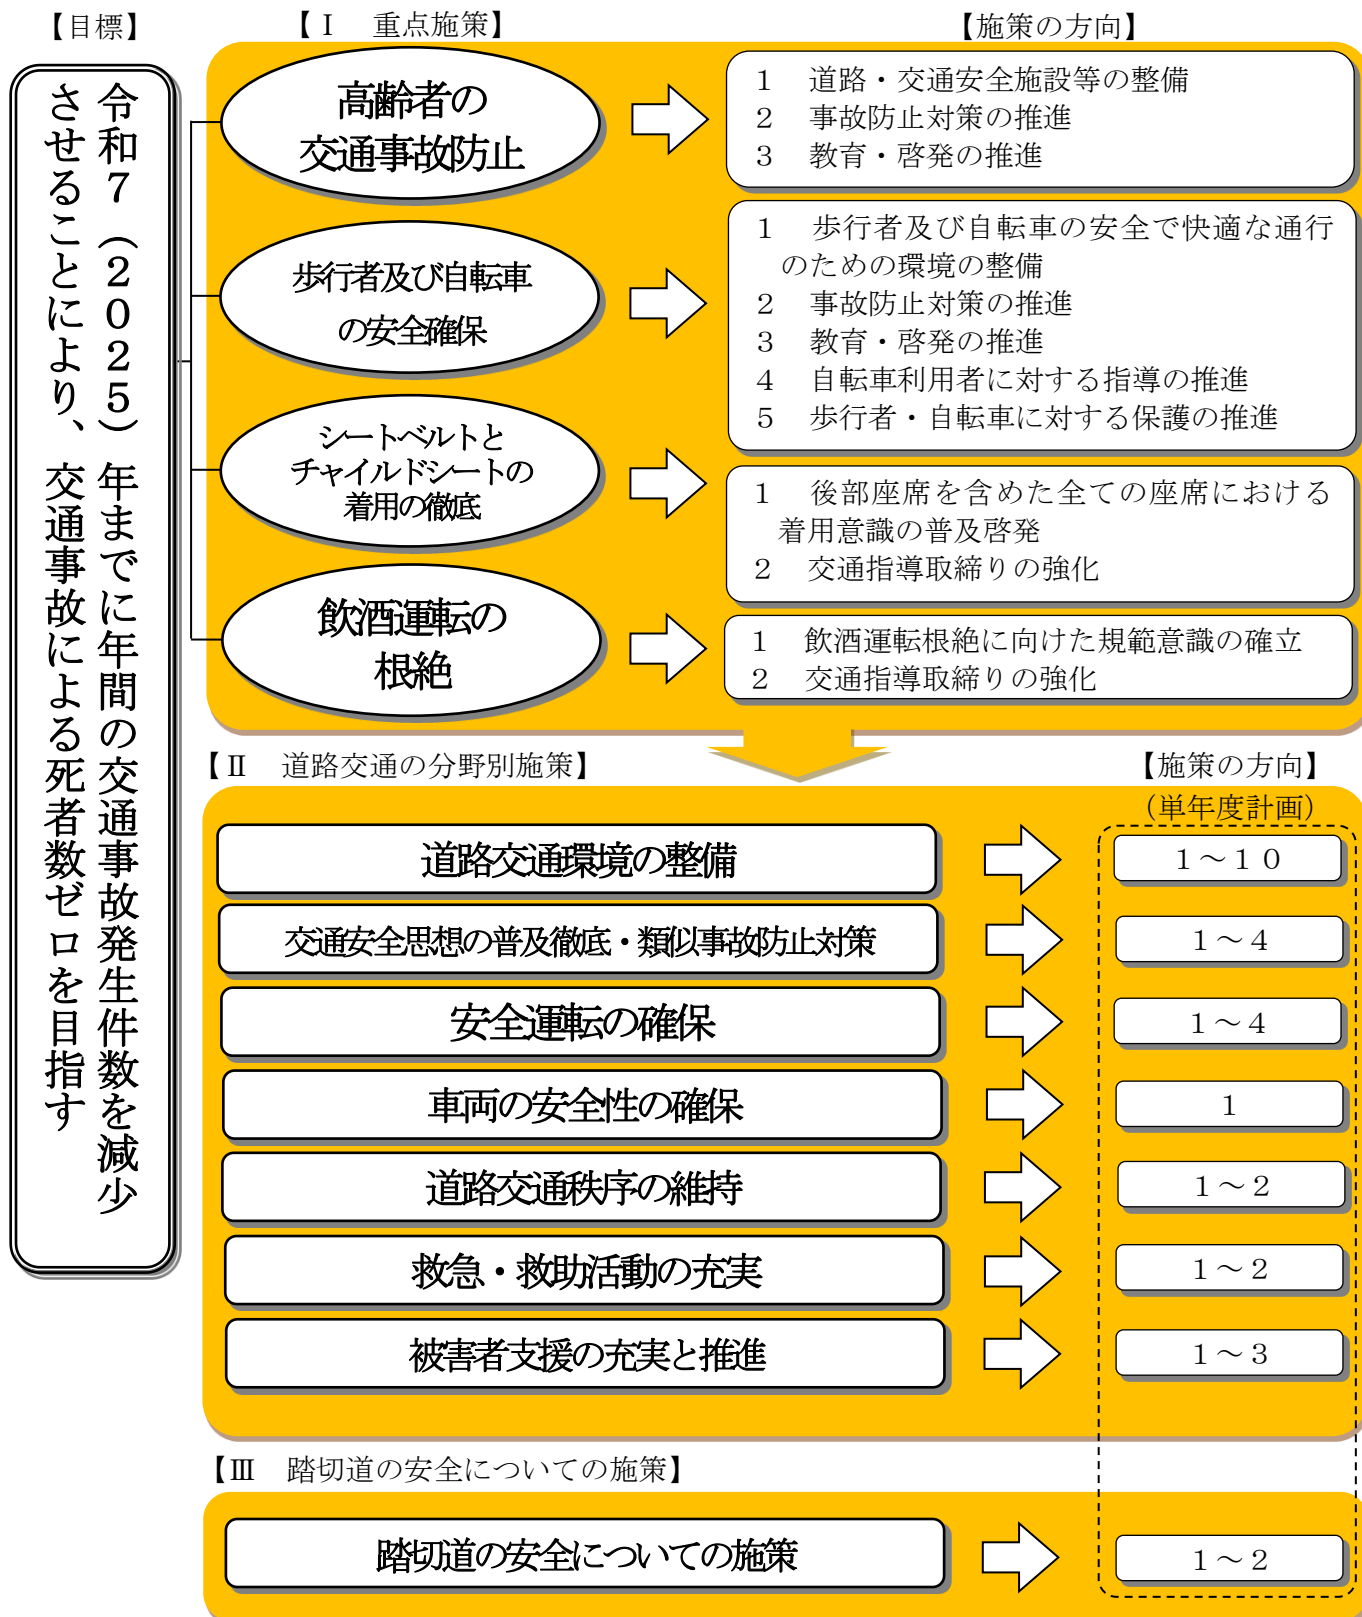 【目標】
令和７（２０２５）年までに年間の交通事故発生件数を減少
させることにより、交通事故による死者数ゼロを目指す
【Ⅰ　重点施策】
【施策の方向】
高齢者の
交通事故防止
１　道路・交通安全施設等の整備
２　事故防止対策の推進
３　教育・啓発の推進
歩行者及び自転車
の安全確保
１　歩行者及び自転車の安全で快適な通行
のための環境の整備
２　事故防止対策の推進
３　教育・啓発の推進
４　自転車利用者に対する指導の推進
５　歩行者・自転車に対する保護の推進
シートベルトと
チャイルドシートの
着用の徹底
１　後部座席を含めた全ての座席における
着用意識の普及啓発
２　交通指導取締りの強化
飲酒運転の
根絶
１　飲酒運転根絶に向けた規範意識の確立
２　交通指導取締りの強化
【Ⅱ　道路交通の分野別施策】
【施策の方向】
（単年度計画）
道路交通環境の整備
１～１０
交通安全思想の普及徹底・類似事故防止対策
１～４
安全運転の確保
１～４
車両の安全性の確保
１
道路交通秩序の維持
１～２
救急・救助活動の充実
１～２
被害者支援の充実と推進
１～３
【Ⅲ　踏切道の安全についての施策】
踏切道の安全についての施策
１～２